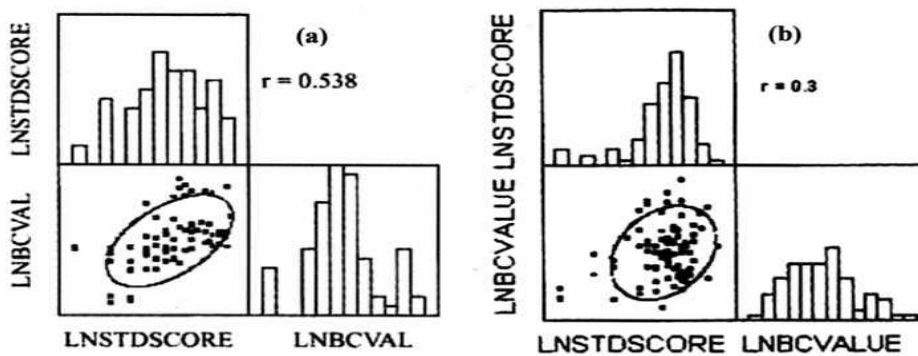 LNSTDSCORE
(a)
r = 0.538
LNBCVAL
LNSTDSCORE
LNBCVAL
LNSTDSCORE
(b)
r = 0.3
LNBCVALUE
LNSTDSCORE
LNBCVALUE